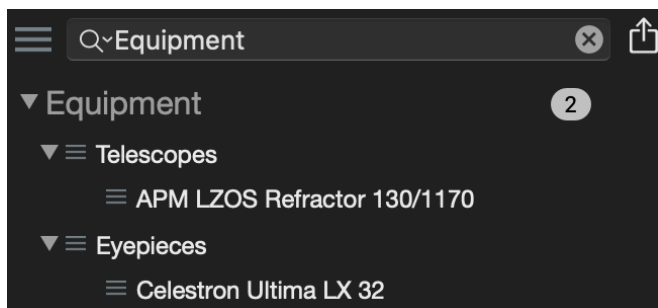 Equipment
Equipment 2
Telescopes
APM LZOS Refractor 130/1170
Eyepieces
Celestron Ultima LX 32